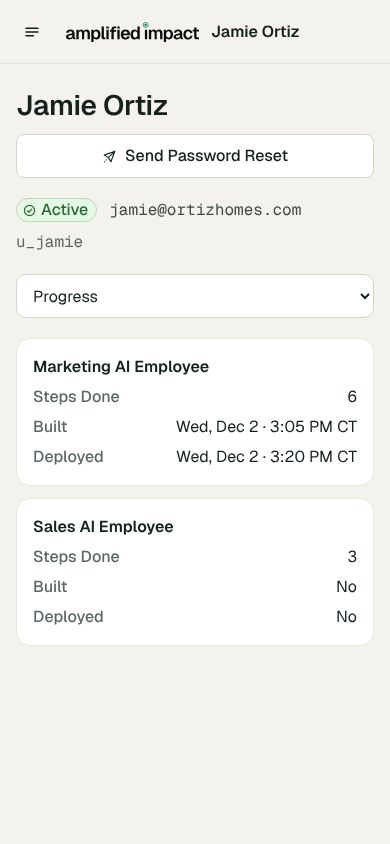 amplified impact Jamie Ortiz
Jamie Ortiz
Send Password Reset
Active jamie@ortizhomes.com
u_jamie
Progress
Marketing AI Employee
Steps Done 6
Built Wed, Dec 2 · 3:05 PM CT
Deployed Wed, Dec 2 · 3:20 PM CT
Sales AI Employee
Steps Done 3
Built No
Deployed No